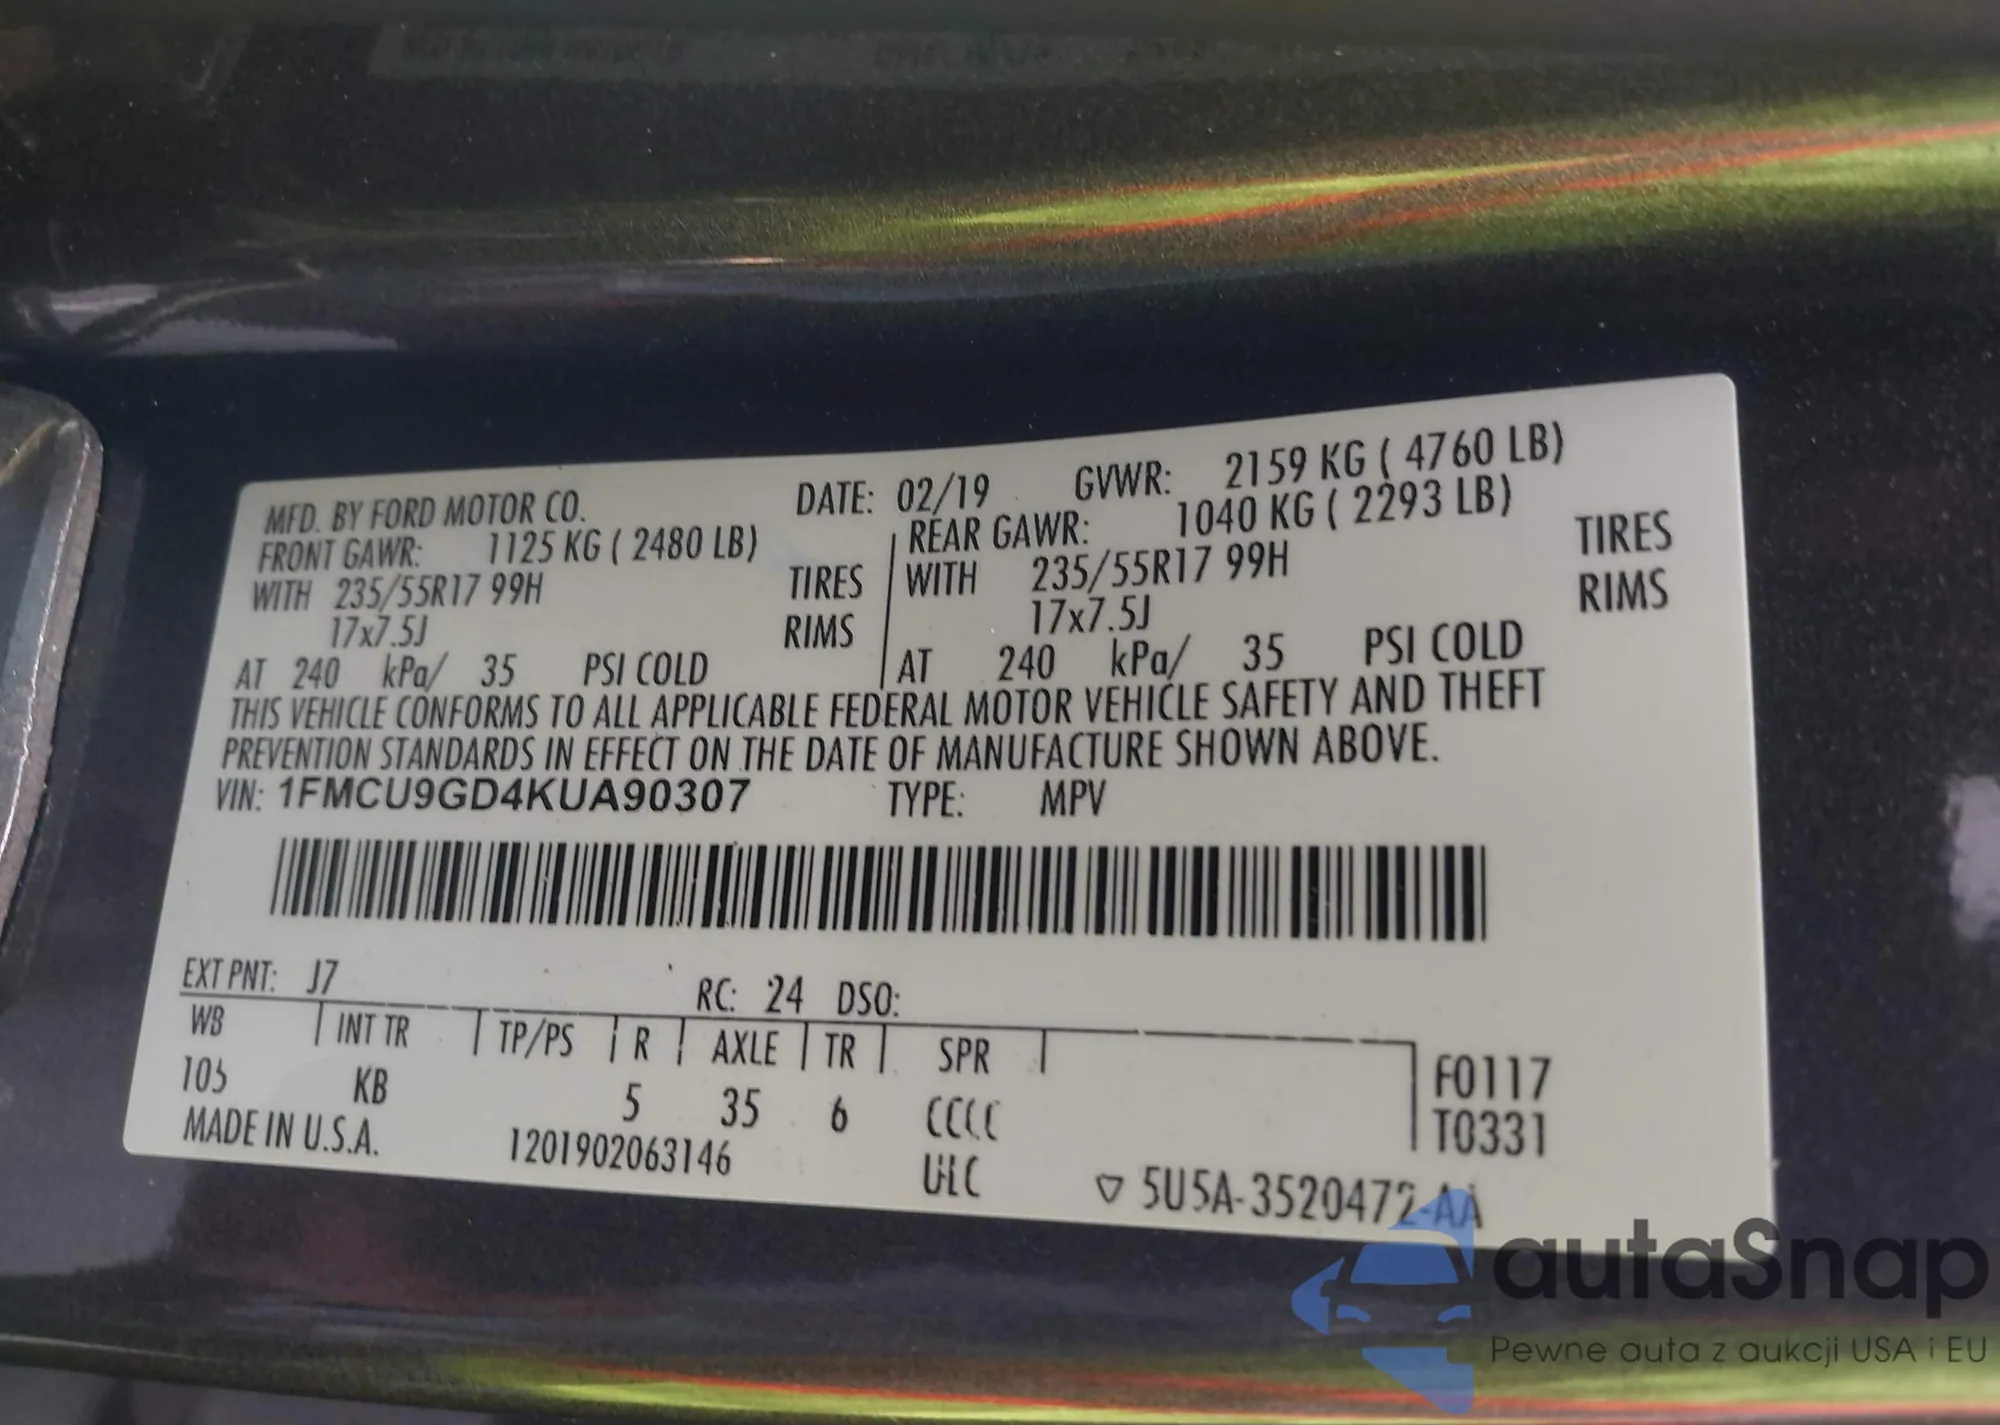 MFD. BY FORD MOTOR CO. DATE: 02/19 GVWR: 2159 KG ( 4760 LB)
FRONT GAWR: 1125 KG ( 2480 LB) REAR GAWR: 1040 KG ( 2293 LB)
WITH 235/55R17 99H TIRES WITH 235/55R17 99H TIRES
17x7.5J RIMS 17x7.5J RIMS
AT 240 kPa/ 35 PSI COLD AT 240 kPa/ 35 PSI COLD
THIS VEHICLE CONFORMS TO ALL APPLICABLE FEDERAL MOTOR VEHICLE SAFETY AND THEFT
PREVENTION STANDARDS IN EFFECT ON THE DATE OF MANUFACTURE SHOWN ABOVE.
VIN: 1FMCU9GD4KUA90307 TYPE: MPV
EXT PNT: J7 RC: 24 DSO:
WB INT TR TP/PS R AXLE TR SPR F0117
KB 5 35 6 CCCC T0331
MADE IN U.S.A. 1201902063146 5U5A-3520472-AA
autaSnap
Pewne auta z aukcji USA i EU